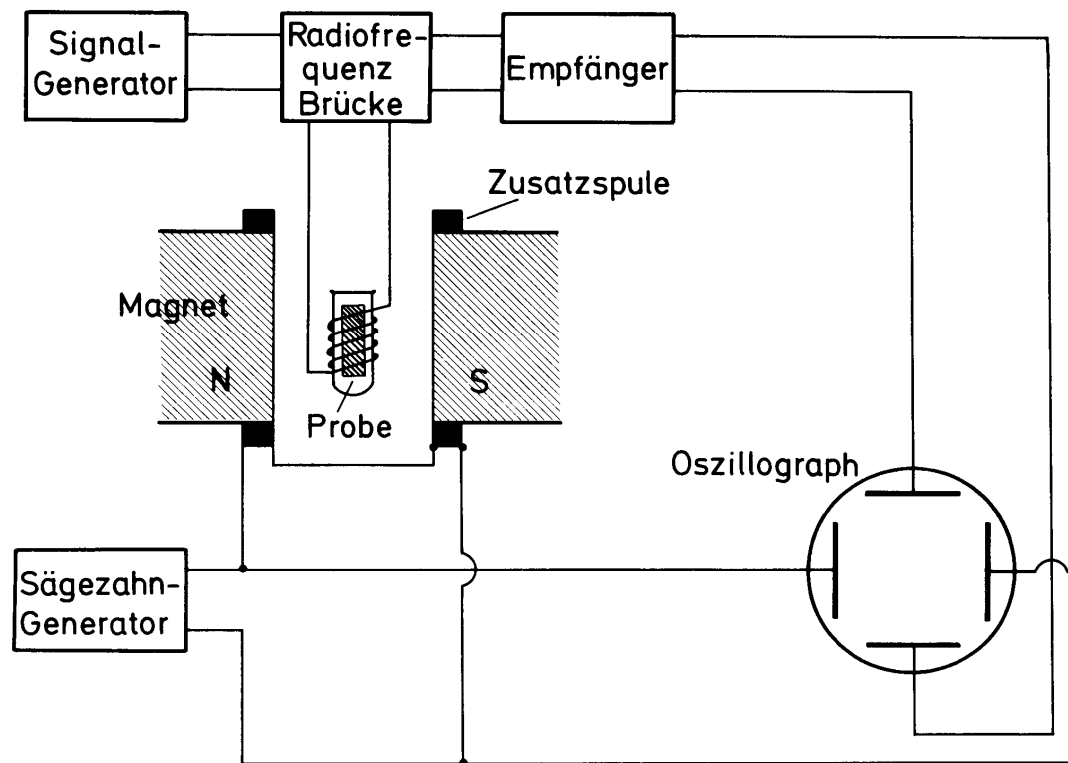 Signal-
Generator
Radiofre-
quenz
Brücke
Empfänger
Zusatzspule
Magnet
N
S
Probe
Oszillograph
Sägezahn-
Generator